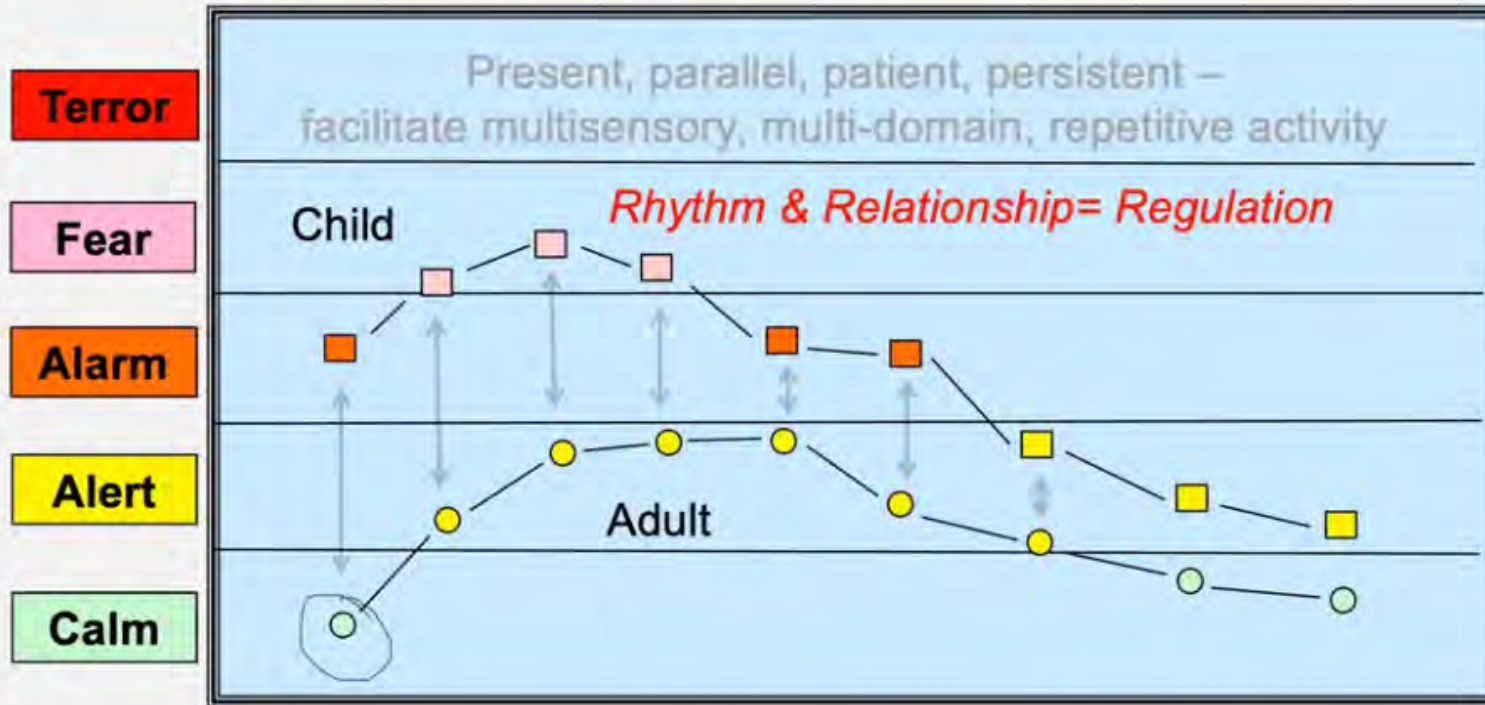 Present, parallel, patient, persistent –
facilitate multisensory, multi-domain, repetitive activity
Terror
Rhythm & Relationship= Regulation
Child
Fear
Alarm
Alert
Adult
Calm